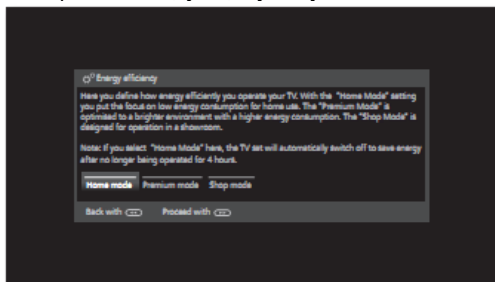 Energy efficiency
Here you define how energy efficiently you operate your TV. With the "Home Mode" setting
you put the focus on low energy consumption for home use. The "Premium Mode" is
optimised to a brighter environment with a higher energy consumption. The "Shop Mode" is
designed for operation in a showroom.
Note: If you select "Home Mode" here, the TV set will automatically switch off to save energy
after no longer being operated for 4 hours.
Home mode Premium mode Shop mode
Back with Proceed with